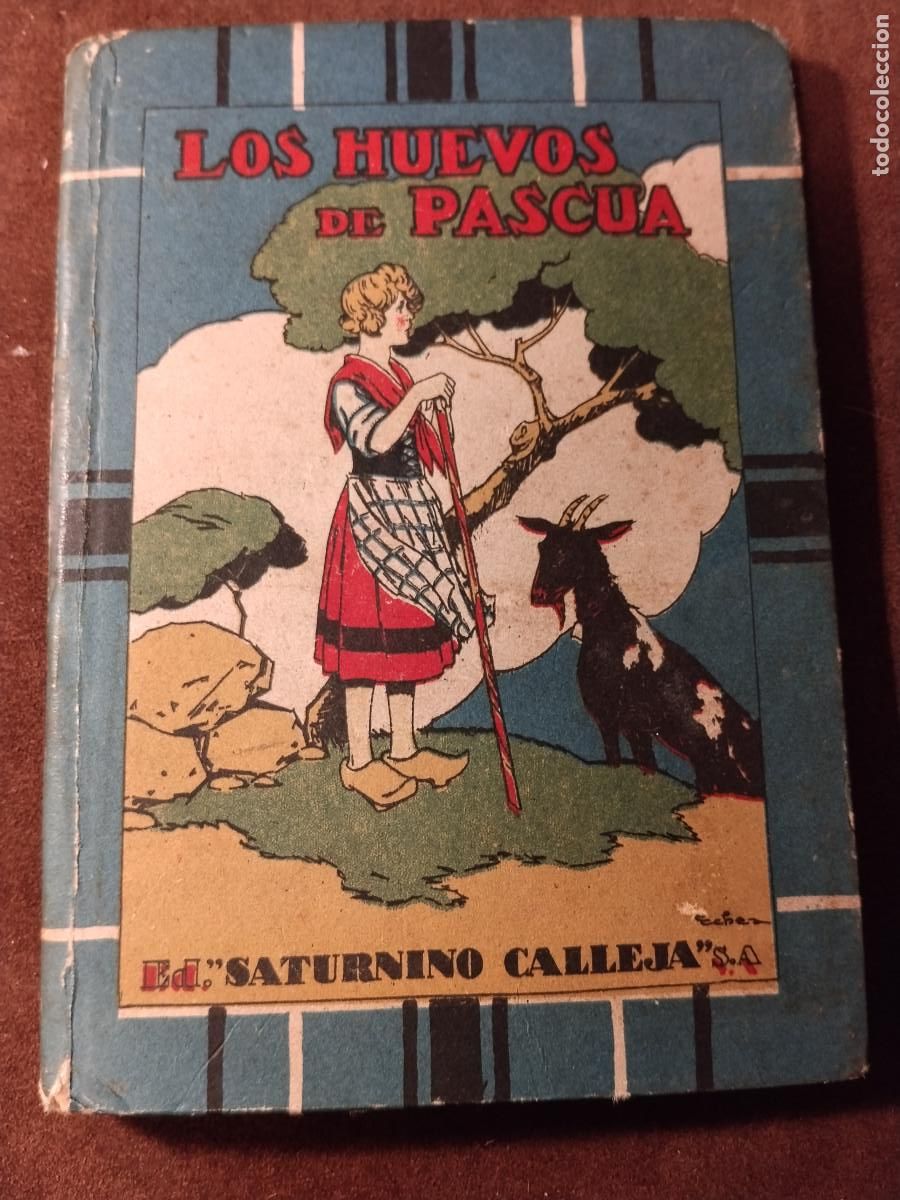 LOS HUEVOS
DE PASCUA
Ed. "SATURNINO CALLEJA" S.A
todocoleccion